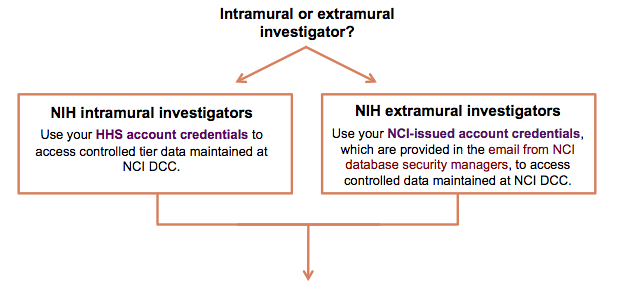 Intramural or extramural
investigator?
NIH intramural investigators
Use your HHS account credentials to
access controlled tier data maintained at
NCI DCC.
NIH extramural investigators
Use your NCI-issued account credentials,
which are provided in the email from NCI
database security managers, to access
controlled data maintained at NCI DCC.